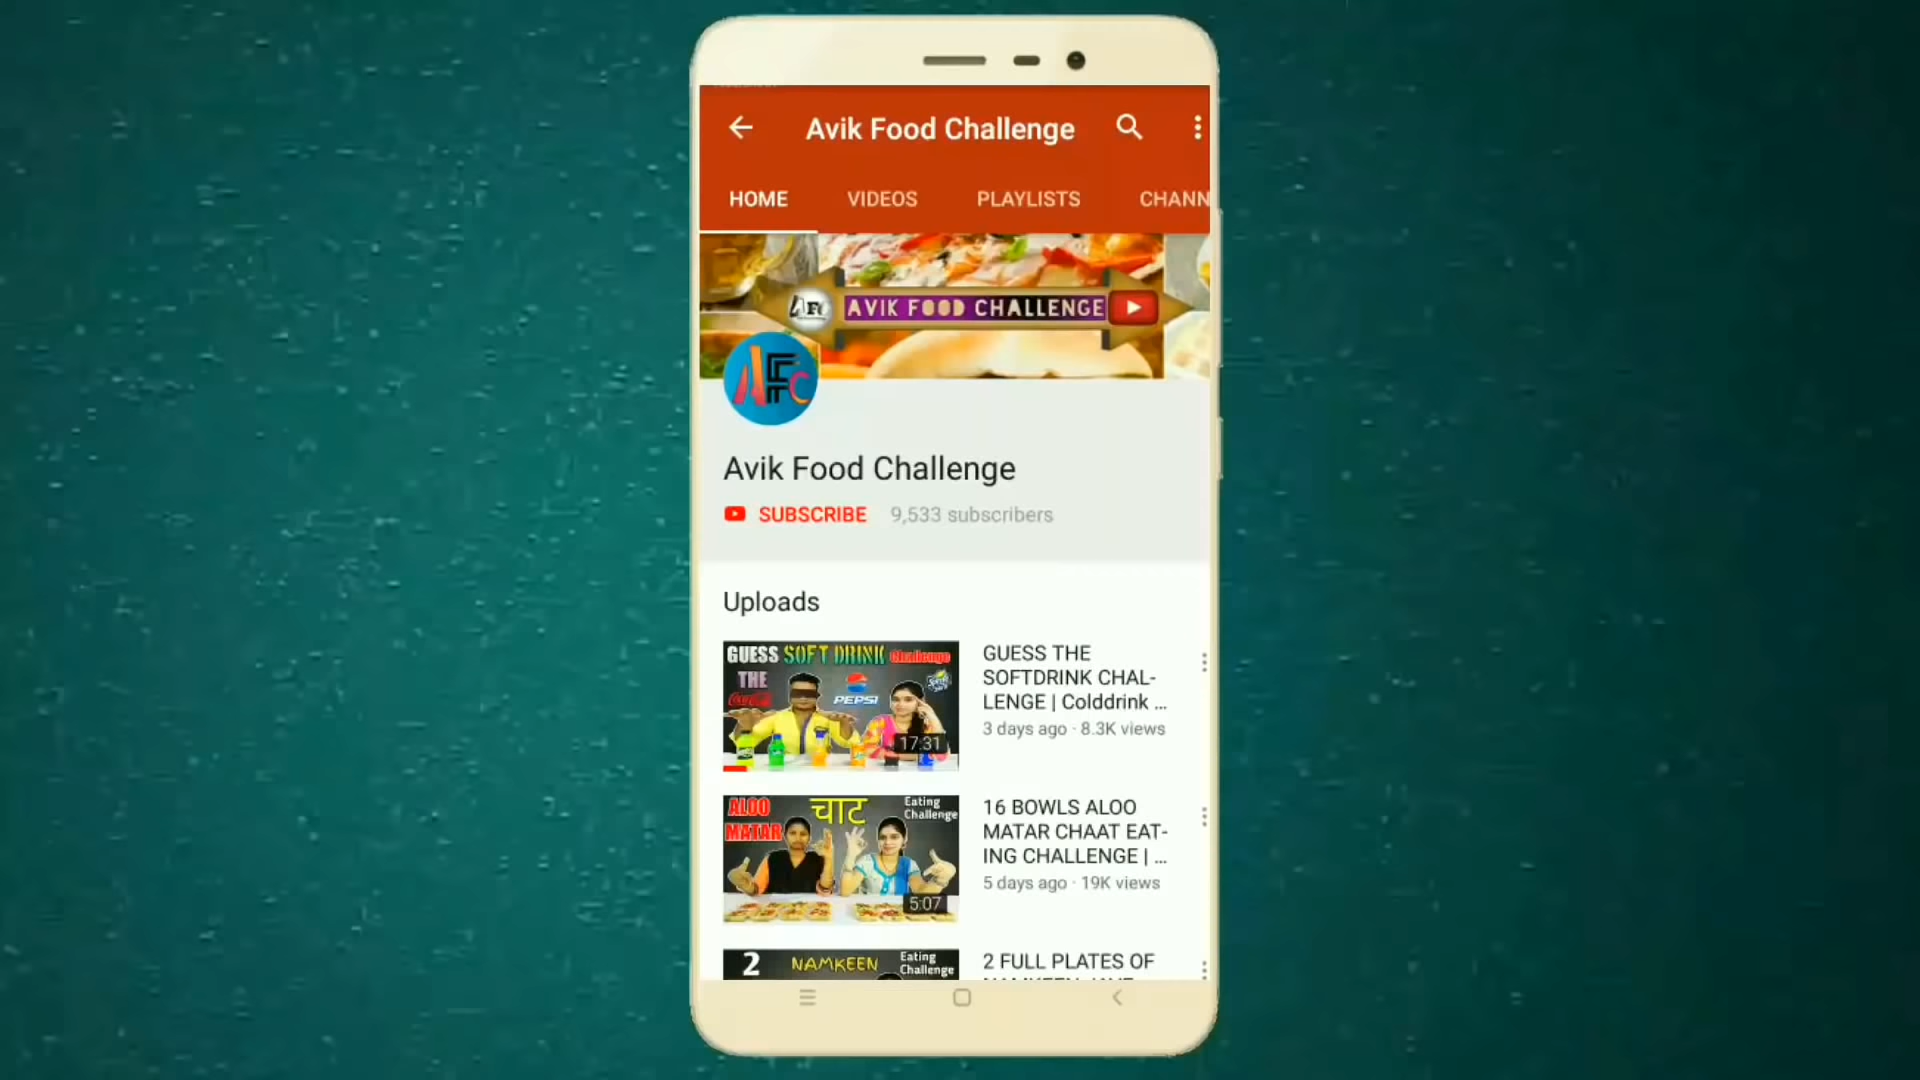 Avik Food Challenge
HOME VIDEOS PLAYLISTS CHANN
AFC AVIK FOOD CHALLENGE
AFC
Avik Food Challenge
SUBSCRIBE 9,533 subscribers
Uploads
GUESS SOFT DRINK Challenge
THE
PEPSI
17:31
GUESS THE
SOFTDRINK CHAL-
LENGE | Colddrink ...
3 days ago · 8.3K views
ALOO चाट Eating
MATAR Challenge
5:07
16 BOWLS ALOO
MATAR CHAAT EAT-
ING CHALLENGE | ...
5 days ago · 19K views
2 NAMKEEN Eating
Challenge
2 FULL PLATES OF